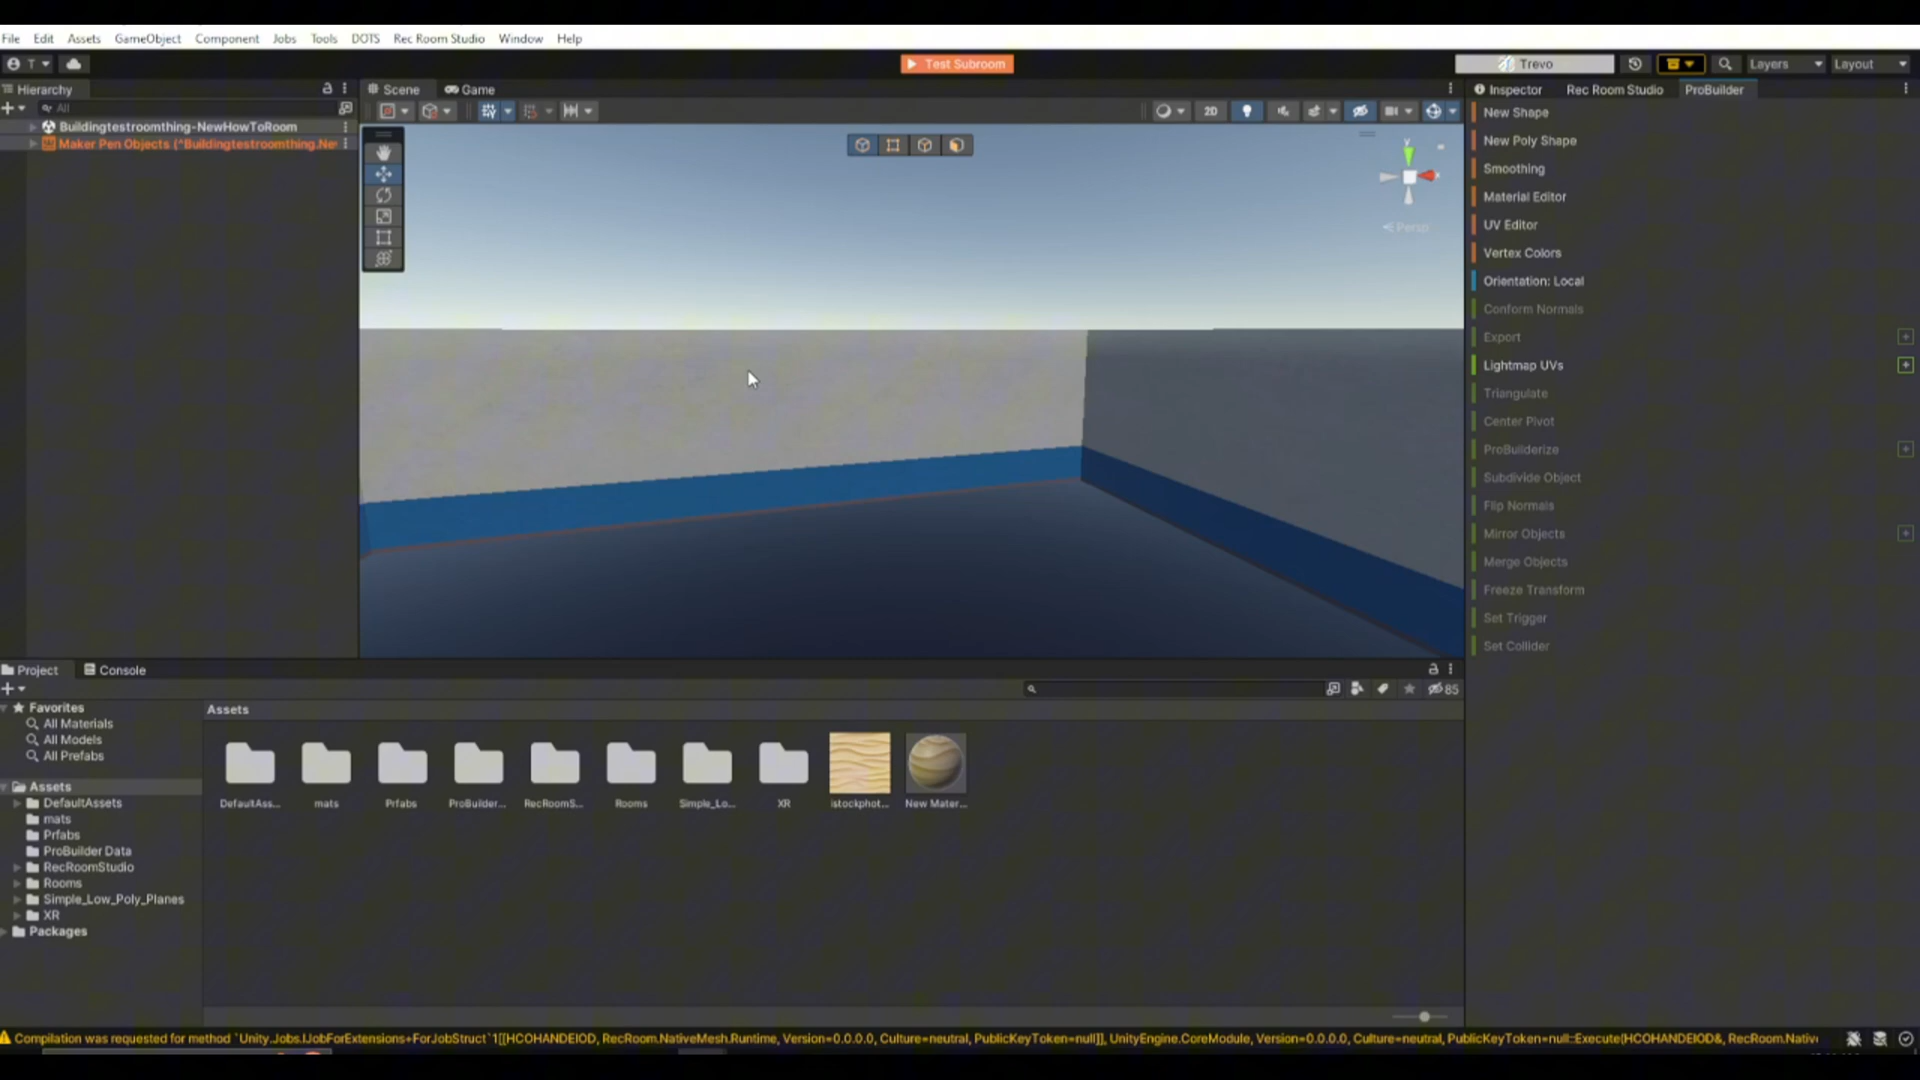 File Edit Assets GameObject Component Jobs Tools DOTS Rec Room Studio Window Help
T Test Subroom Trevo Layers Layout
Hierarchy
All
Buildingtestroomthing-NewHowToRoom
Maker Pen Objects (^Buildingtestroomthing.Ne
Scene Game
2D
Persp
Inspector Rec Room Studio ProBuilder
New Shape
New Poly Shape
Smoothing
Material Editor
UV Editor
Vertex Colors
Orientation: Local
Conform Normals
Export
Lightmap UVs
Triangulate
Center Pivot
ProBuilderize
Subdivide Object
Flip Normals
Mirror Objects
Merge Objects
Freeze Transform
Set Trigger
Set Collider
Project Console
85
Favorites
All Materials
All Models
All Prefabs
Assets
DefaultAssets
mats
Prfabs
ProBuilder Data
RecRoomStudio
Rooms
Simple_Low_Poly_Planes
XR
Packages
Assets
DefaultAss... mats Prfabs ProBuilder... RecRoomS... Rooms Simple_Lo... XR istockphot... New Mater...
Compilation was requested for method `Unity.Jobs.IJobForExtensions+ForJobStruct`1[[HCOHANDEIOD, RecRoom.NativeMesh.Runtime, Version=0.0.0.0, Culture=neutral, PublicKeyToken=null]], UnityEngine.CoreModule, Version=0.0.0.0, Culture=neutral, PublicKeyToken=null::Execute(HCOHANDEIOD&, RecRoom.Native